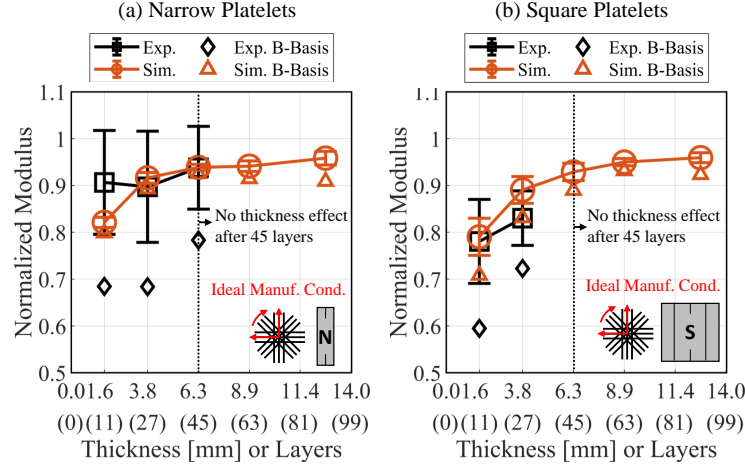 (a) Narrow Platelets
Exp.
Exp. B-Basis
Sim.
Sim. B-Basis
1.1
1
0.9
0.8
0.7
0.6
0.5
Normalized Modulus
No thickness effect
after 45 layers
Ideal Manuf. Cond.
N
0.0 1.6 3.8 6.3 8.9 11.4 14.0
(0) (11) (27) (45) (63) (81) (99)
Thickness [mm] or Layers
(b) Square Platelets
Exp.
Exp. B-Basis
Sim.
Sim. B-Basis
1.1
1
0.9
0.8
0.7
0.6
0.5
Normalized Modulus
No thickness effect
after 45 layers
Ideal Manuf. Cond.
S
0.0 1.6 3.8 6.3 8.9 11.4 14.0
(0) (11) (27) (45) (63) (81) (99)
Thickness [mm] or Layers